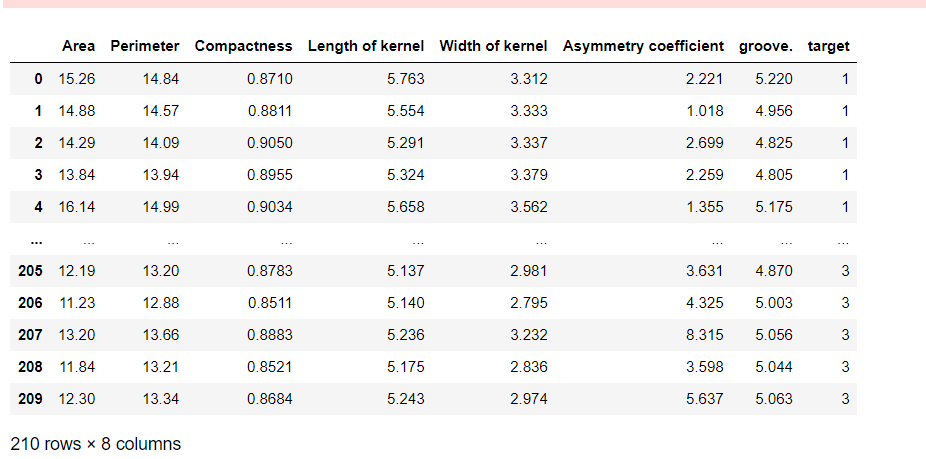 Area Perimeter Compactness Length of kernel Width of kernel Asymmetry coefficient groove. target
0 15.26 14.84 0.8710 5.763 3.312 2.221 5.220 1
1 14.88 14.57 0.8811 5.554 3.333 1.018 4.956 1
2 14.29 14.09 0.9050 5.291 3.337 2.699 4.825 1
3 13.84 13.94 0.8955 5.324 3.379 2.259 4.805 1
4 16.14 14.99 0.9034 5.658 3.562 1.355 5.175 1
... ... ... ... ... ... ... ... ...
205 12.19 13.20 0.8783 5.137 2.981 3.631 4.870 3
206 11.23 12.88 0.8511 5.140 2.795 4.325 5.003 3
207 13.20 13.66 0.8883 5.236 3.232 8.315 5.056 3
208 11.84 13.21 0.8521 5.175 2.836 3.598 5.044 3
209 12.30 13.34 0.8684 5.243 2.974 5.637 5.063 3
210 rows × 8 columns